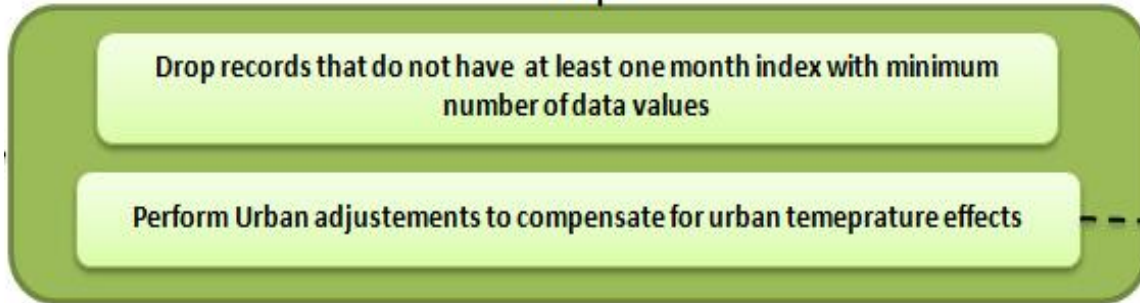 Drop records that do not have at least one month index with minimum
number of data values
Perform Urban adjustements to compensate for urban temeprature effects